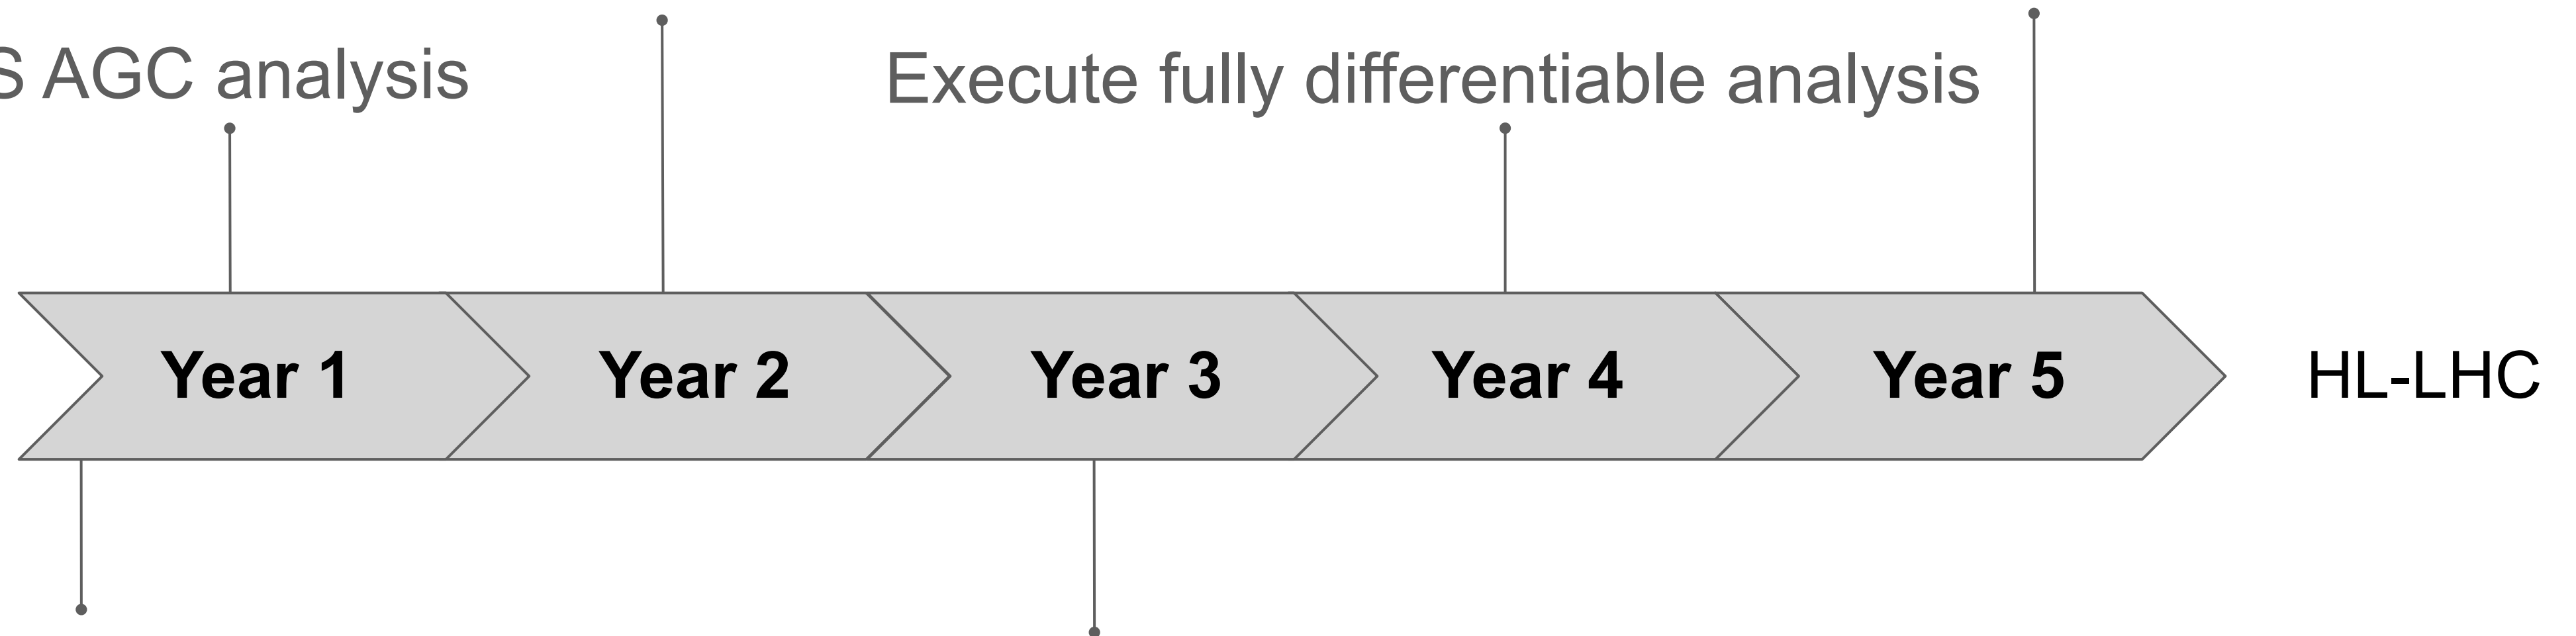 S AGC analysis
Execute fully differentiable analysis
Year 1
Year 2
Year 3
Year 4
Year 5
HL-LHC